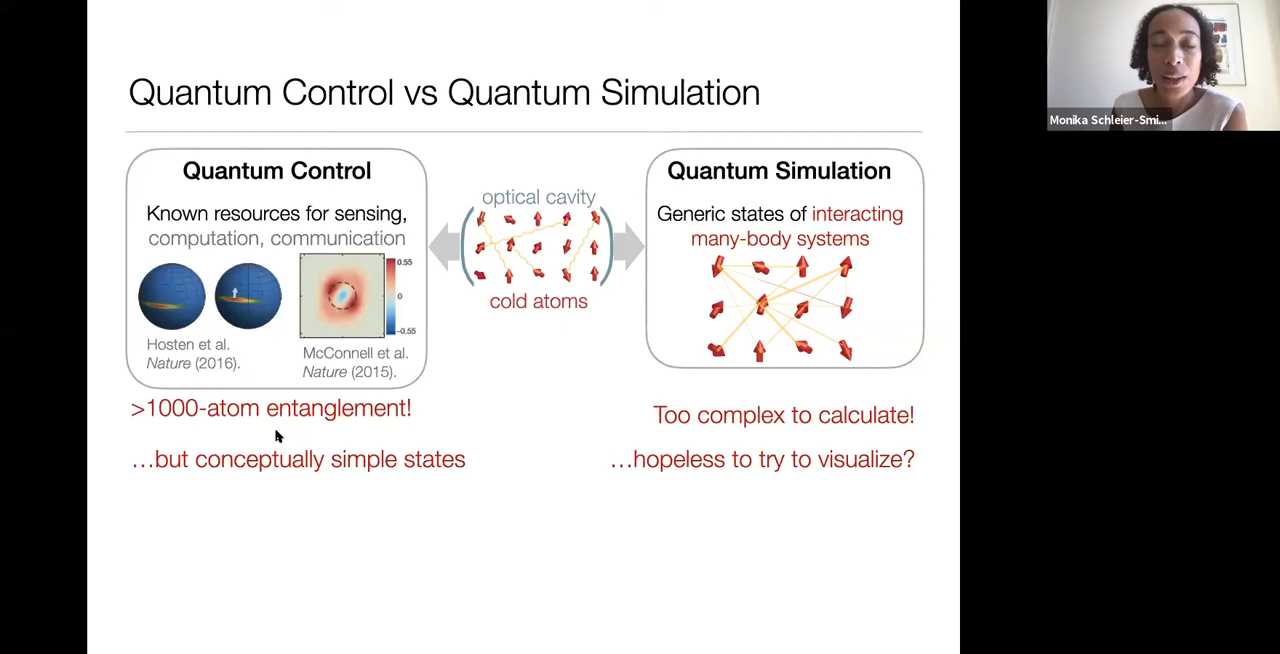 Quantum Control vs Quantum Simulation
Quantum Control
Known resources for sensing,
computation, communication
0.55
0
-0.55
Hosten et al.
Nature (2016).
McConnell et al.
Nature (2015).
>1000-atom entanglement!
...but conceptually simple states
optical cavity
cold atoms
Quantum Simulation
Generic states of interacting
many-body systems
Too complex to calculate!
...hopeless to try to visualize?
Monika Schleier-Smi...